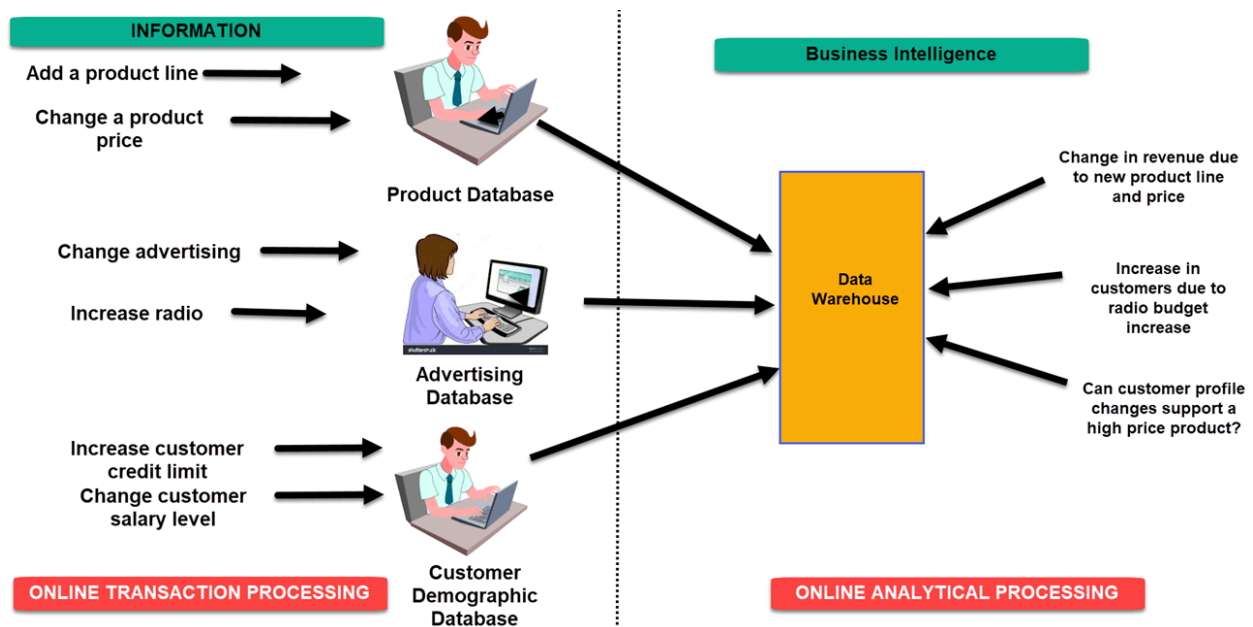 INFORMATION
Add a product line
Change a product
price
Product Database
Change advertising
Increase radio
shutterstock
Advertising
Database
Increase customer
credit limit
Change customer
salary level
Customer
Demographic
Database
ONLINE TRANSACTION PROCESSING
Business Intelligence
Data
Warehouse
Change in revenue due
to new product line
and price
Increase in
customers due to
radio budget
increase
Can customer profile
changes support a
high price product?
ONLINE ANALYTICAL PROCESSING